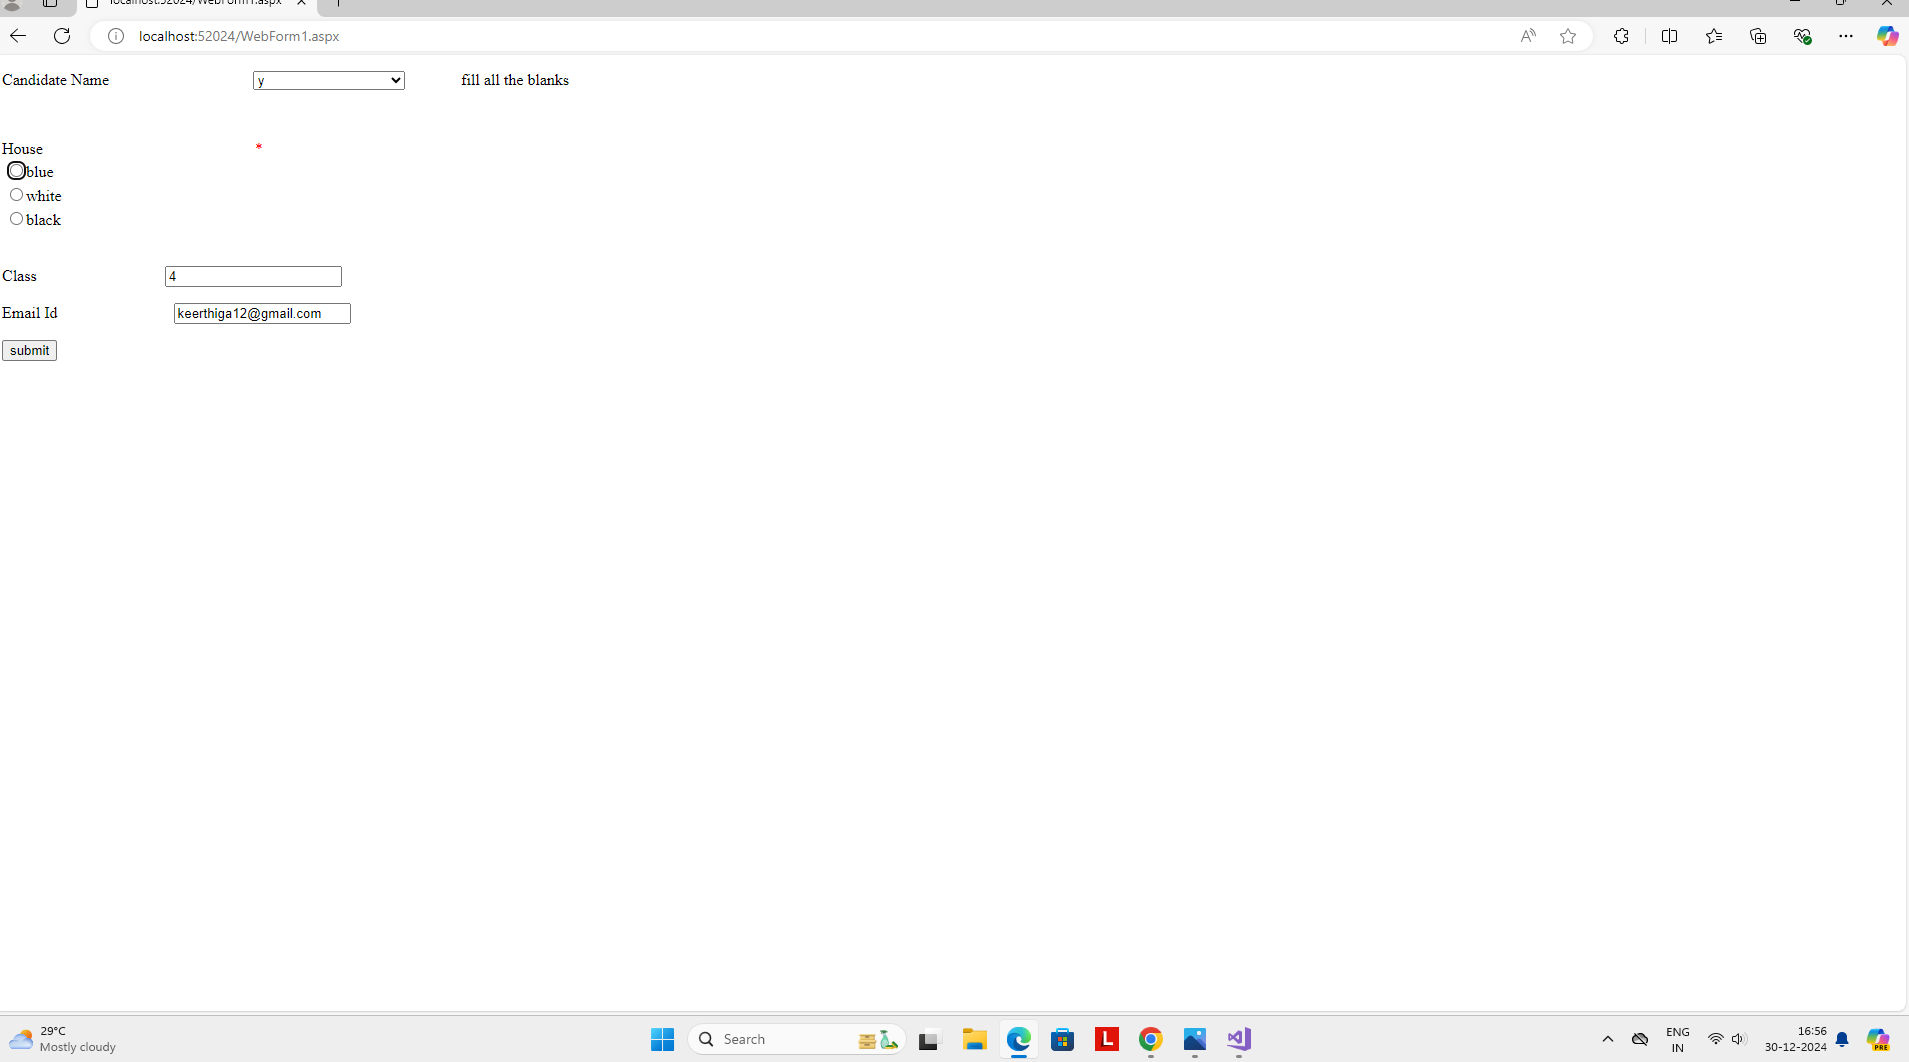 localhost:52024/WebForm1.aspx
localhost:52024/WebForm1.aspx
Candidate Name y fill all the blanks
House *
blue
white
black
Class 4
Email Id keerthiga12@gmail.com
submit
29°C
Mostly cloudy
Search
L
ENG
IN
16:56
30-12-2024
PRE